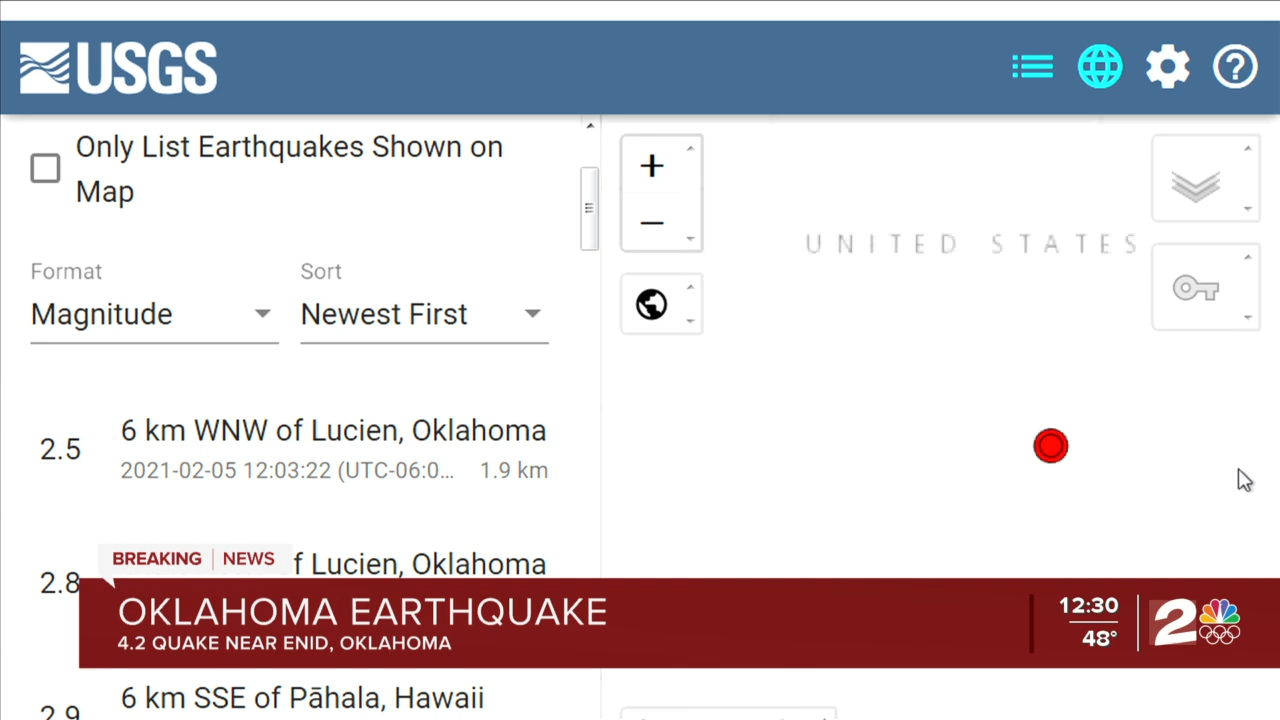 USGS
Only List Earthquakes Shown on
Map
Format
Sort
Magnitude
Newest First
+
−
UNITED STATES
2.5
6 km WNW of Lucien, Oklahoma
2021-02-05 12:03:22 (UTC-06:0...
1.9 km
2.8
f Lucien, Oklahoma
BREAKING | NEWS
OKLAHOMA EARTHQUAKE
4.2 QUAKE NEAR ENID, OKLAHOMA
12:30
48°
2
2.9
6 km SSE of Pāhala, Hawaii